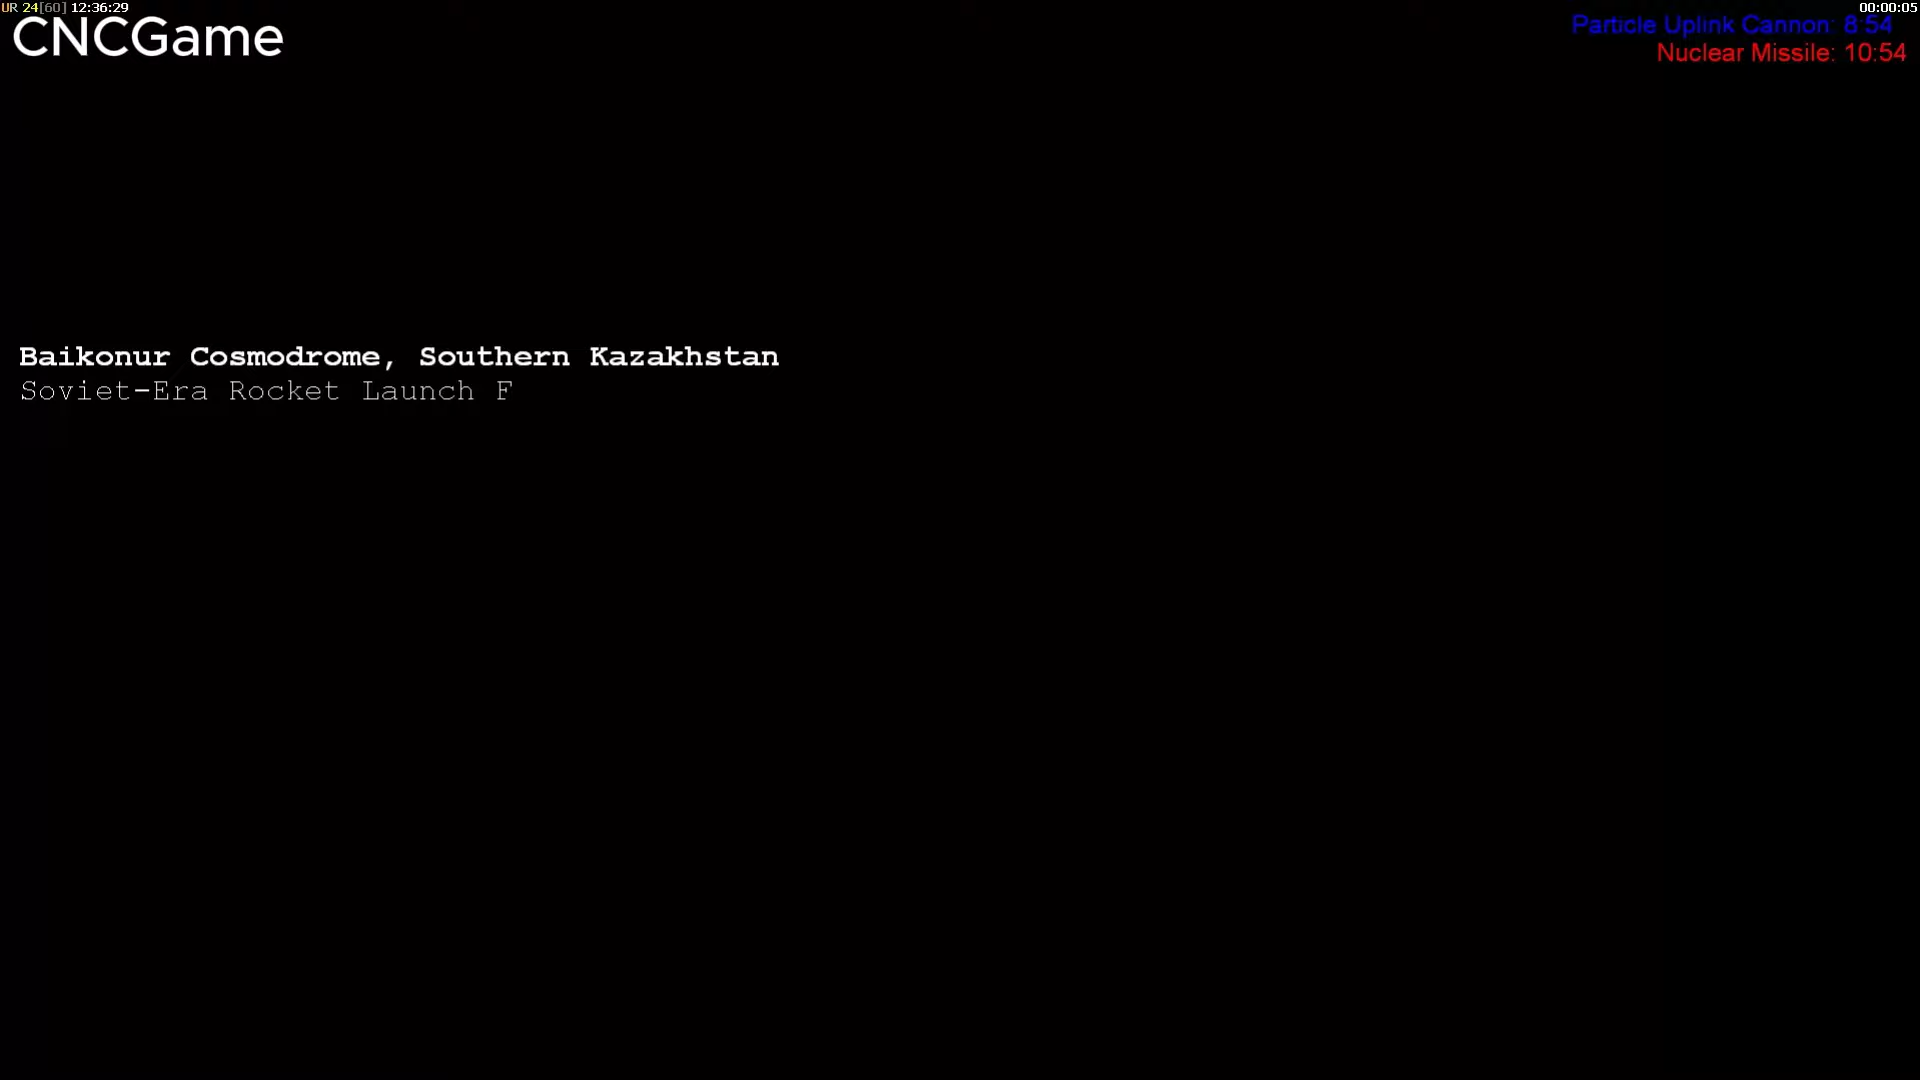 UR 24[60] 12:36:29
00:00:05
CNCGame
Particle Uplink Cannon: 8:54
Nuclear Missile: 10:54
Baikonur Cosmodrome, Southern Kazakhstan
Soviet-Era Rocket Launch F